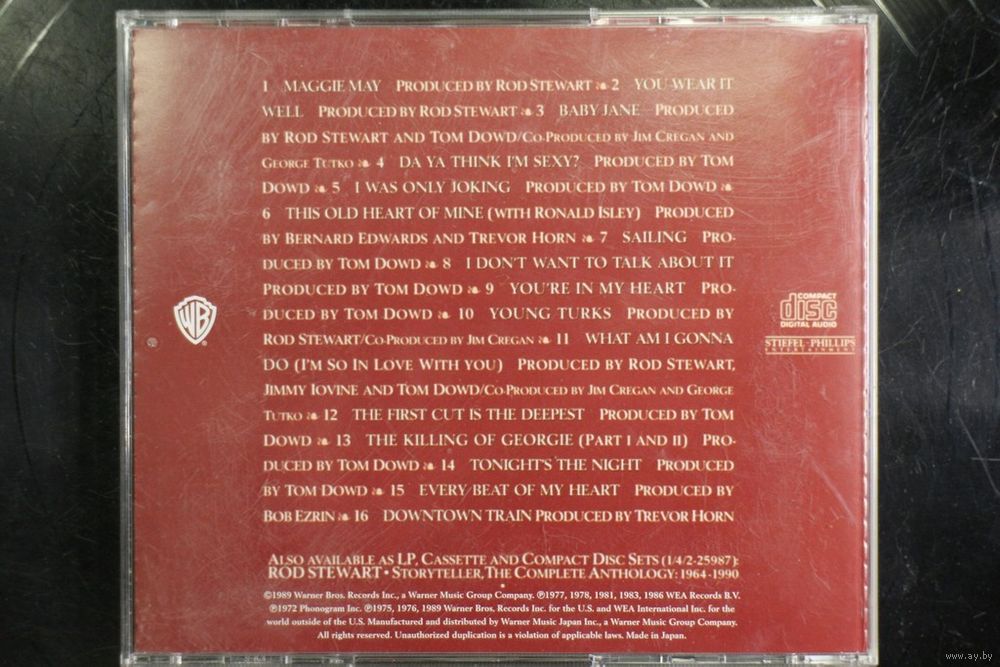 1 MAGGIE MAY PRODUCED BY ROD STEWART ❧ 2 YOU WEAR IT
WELL PRODUCED BY ROD STEWART ❧ 3 BABY JANE PRODUCED
BY ROD STEWART AND TOM DOWD/CO-PRODUCED BY JIM CREGAN AND
GEORGE TUTKO ❧ 4 DA YA THINK I'M SEXY? PRODUCED BY TOM
DOWD ❧ 5 I WAS ONLY JOKING PRODUCED BY TOM DOWD ❧
6 THIS OLD HEART OF MINE (WITH RONALD ISLEY) PRODUCED
BY BERNARD EDWARDS AND TREVOR HORN ❧ 7 SAILING PRO-
DUCED BY TOM DOWD ❧ 8 I DON'T WANT TO TALK ABOUT IT
PRODUCED BY TOM DOWD ❧ 9 YOU'RE IN MY HEART PRO-
DUCED BY TOM DOWD ❧ 10 YOUNG TURKS PRODUCED BY
ROD STEWART/CO-PRODUCED BY JIM CREGAN ❧ 11 WHAT AM I GONNA
DO (I'M SO IN LOVE WITH YOU) PRODUCED BY ROD STEWART,
JIMMY IOVINE AND TOM DOWD/CO-PRODUCED BY JIM CREGAN AND GEORGE
TUTKO ❧ 12 THE FIRST CUT IS THE DEEPEST PRODUCED BY TOM
DOWD ❧ 13 THE KILLING OF GEORGIE (PART I AND II) PRO-
DUCED BY TOM DOWD ❧ 14 TONIGHT'S THE NIGHT PRODUCED
BY TOM DOWD ❧ 15 EVERY BEAT OF MY HEART PRODUCED BY
BOB EZRIN ❧ 16 DOWNTOWN TRAIN PRODUCED BY TREVOR HORN
WB
®
COMPACT
disc
DIGITAL AUDIO
STIEFEL·PHILLIPS
ENTERTAINMENT
ALSO AVAILABLE AS LP, CASSETTE AND COMPACT DISC SETS (1/4/2-25987):
ROD STEWART • STORYTELLER, THE COMPLETE ANTHOLOGY: 1964-1990
©1989 Warner Bros. Records Inc., a Warner Music Group Company. ℗1977, 1978, 1981, 1983, 1986 WEA Records B.V.
℗1972 Phonogram Inc. ℗1975, 1976, 1989 Warner Bros. Records Inc. for the U.S. and WEA International Inc. for the
world outside of the U.S. Manufactured and distributed by Warner Music Japan Inc., a Warner Music Group Company.
All rights reserved. Unauthorized duplication is a violation of applicable laws. Made in Japan.
www.ay.by